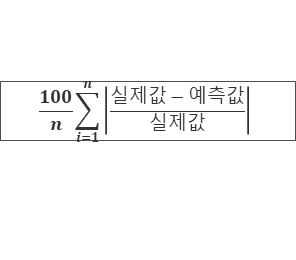 100/n ∑_{i=1}^{n} |실제값 – 예측값 / 실제값|